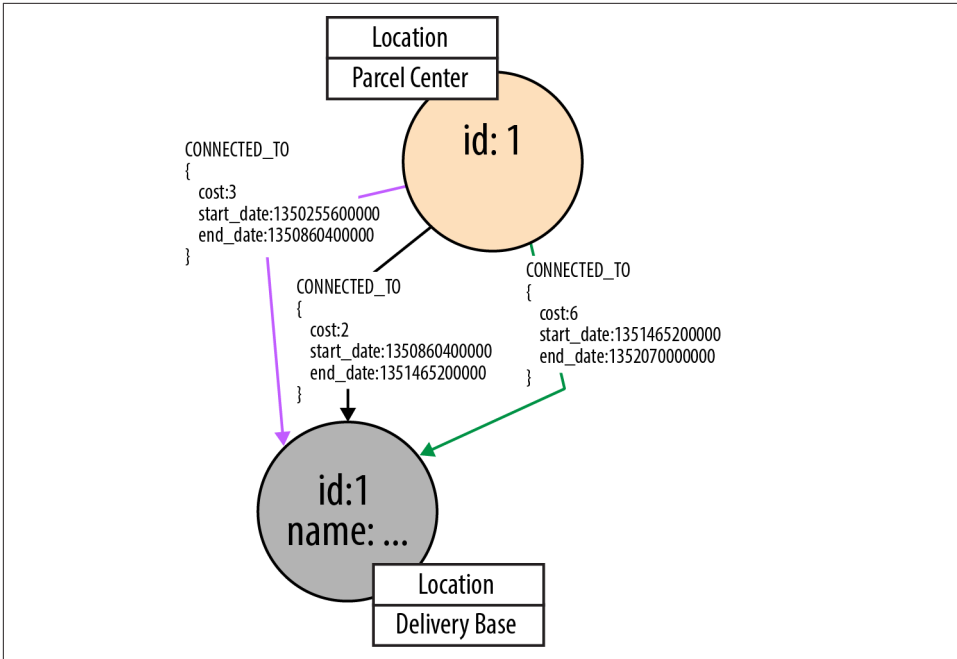 Location
Parcel Center
id: 1
CONNECTED_TO
{
cost:3
start_date:1350255600000
end_date:1350860400000
}
CONNECTED_TO
{
cost:2
start_date:1350860400000
end_date:1351465200000
}
CONNECTED_TO
{
cost:6
start_date:1351465200000
end_date:1352070000000
}
id:1
name: ...
Location
Delivery Base